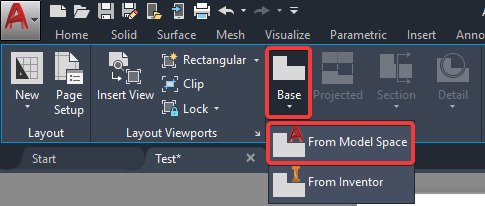 A
Home Solid Surface Mesh Visualize Parametric Insert Anno
New
Page Setup
Insert View
Rectangular
Clip
Lock
Base
Projected
Section
Detail
Layout
Layout Viewports
From Model Space
From Inventor
Start
Test*